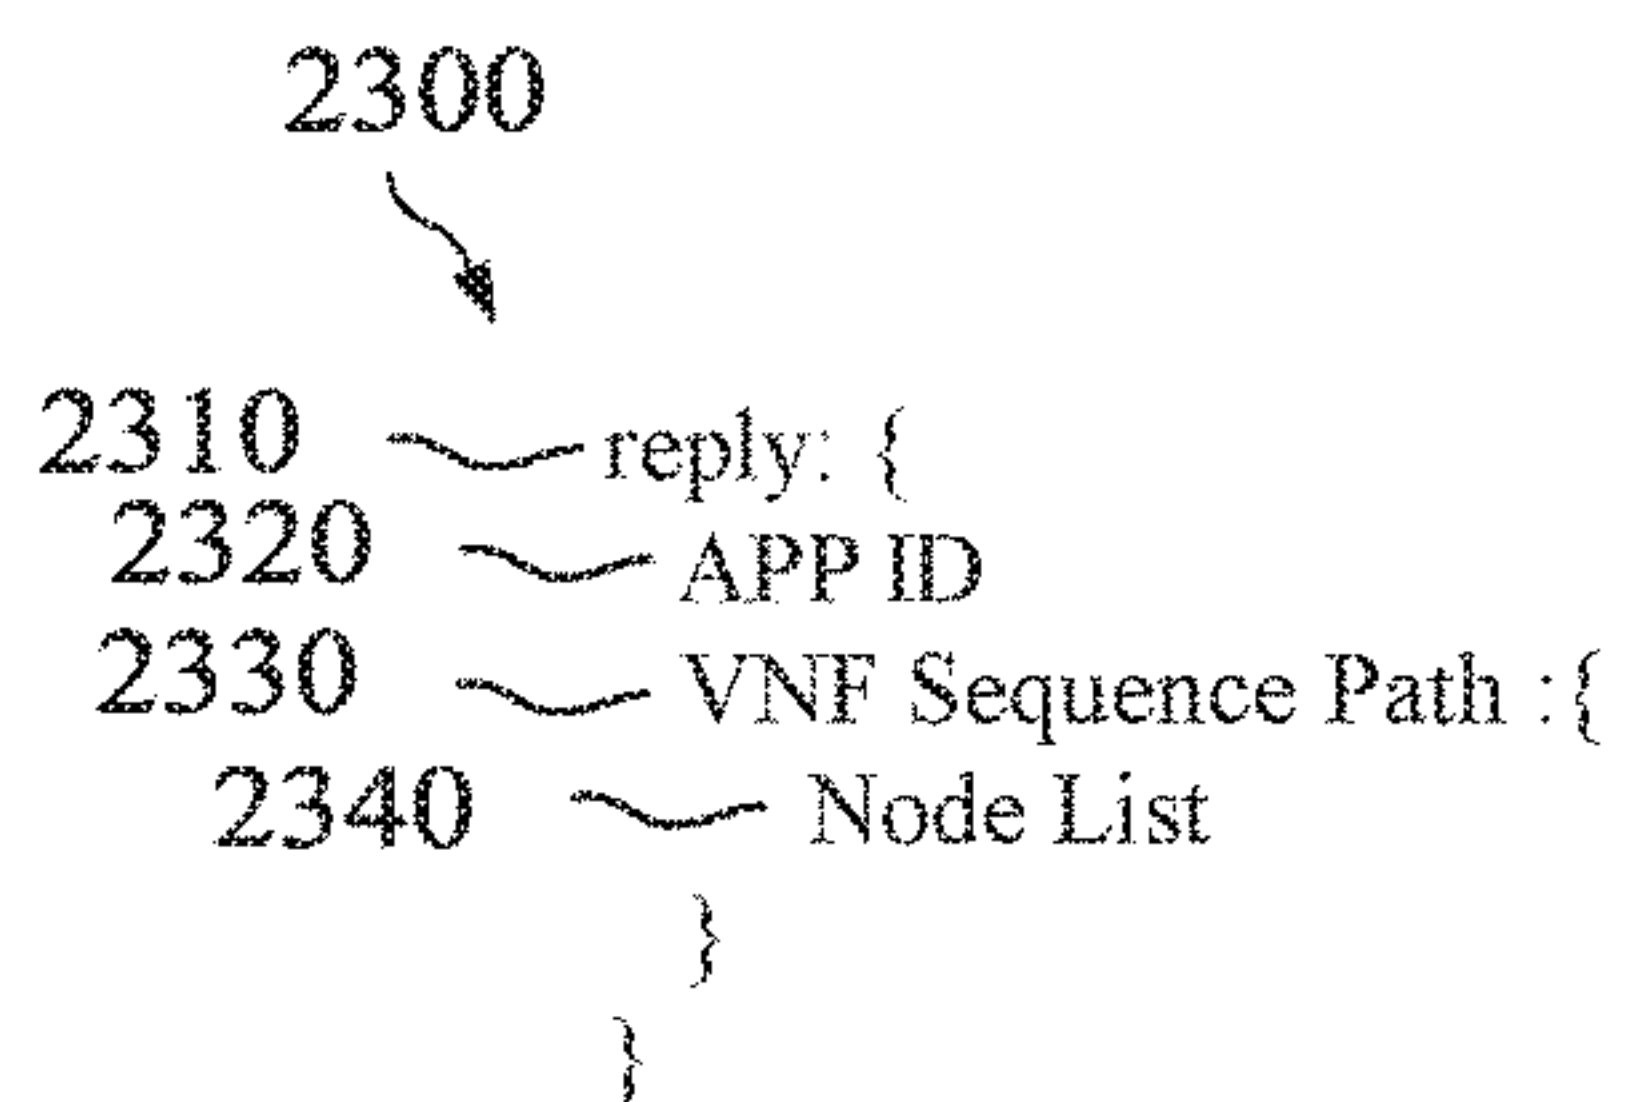 2300
2310 reply: {
2320 APP ID
2330 VNF Sequence Path :{
2340 Node List
}
}